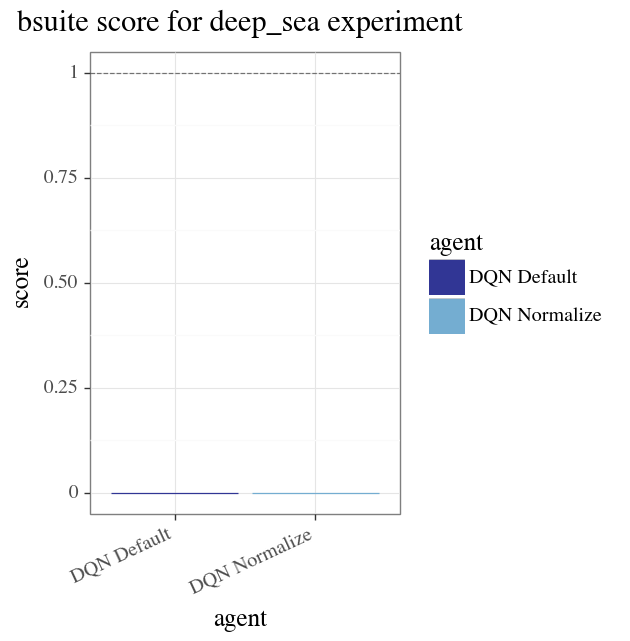 bsuite score for deep_sea experiment
score
1
0.75
0.50
0.25
0
DQN Default
DQN Normalize
agent
agent
DQN Default
DQN Normalize